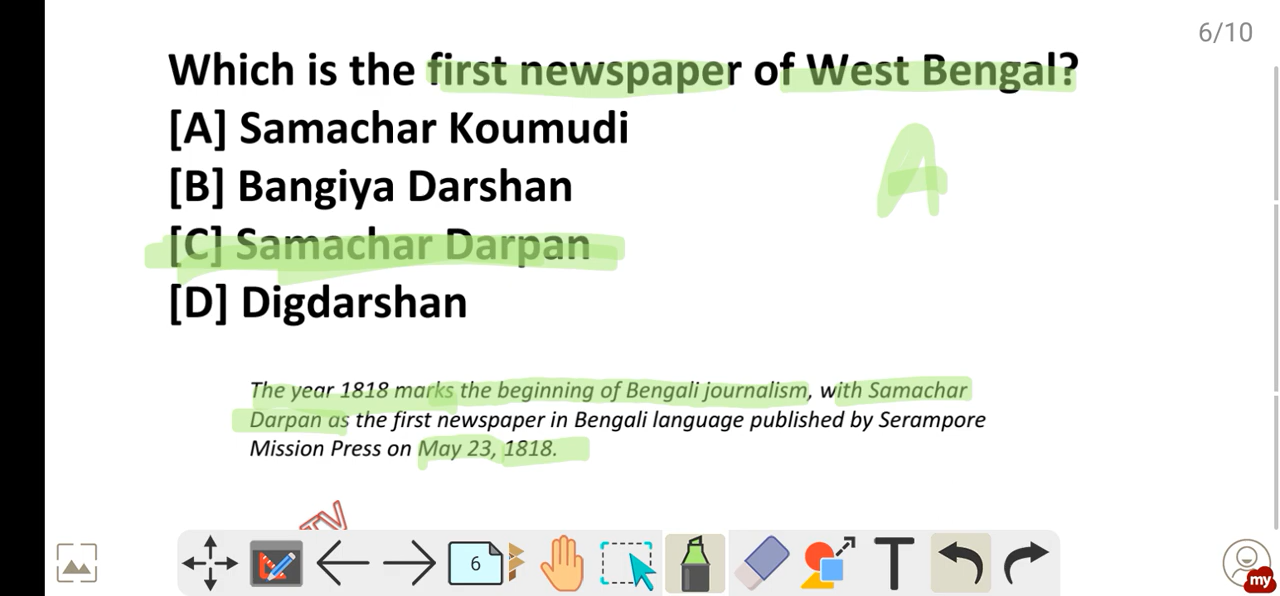 6/10
Which is the first newspaper of West Bengal?
[A] Samachar Koumudi
A
[B] Bangiya Darshan
[C] Samachar Darpan
[D] Digdarshan
The year 1818 marks the beginning of Bengali journalism, with Samachar
Darpan as the first newspaper in Bengali language published by Serampore
Mission Press on May 23, 1818.
TV
6
T
my